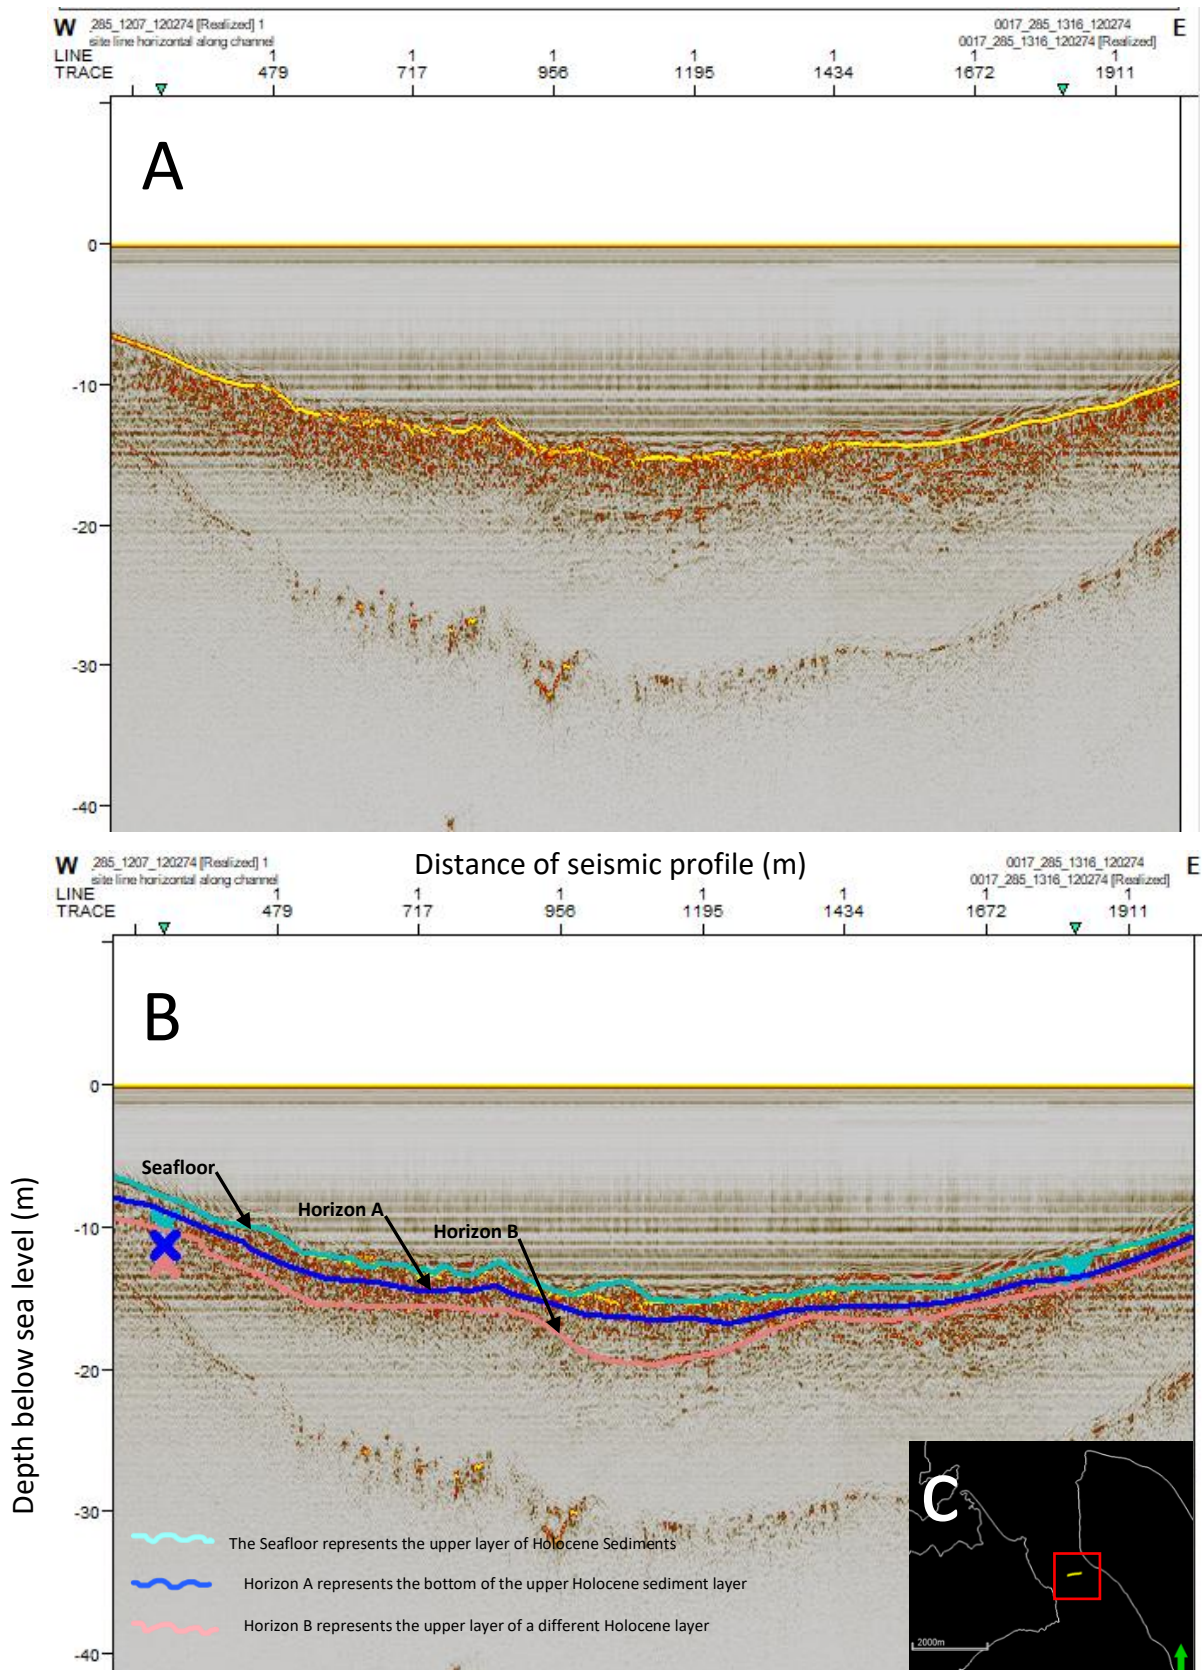 W _285_1207_120274 [Realized] 1 0017_285_1316_120274 E
site line horizontal along channel 0017_285_1316_120274 [Realized]
LINE 1 1 1 1 1 1 1
TRACE 479 717 956 1195 1434 1672 1911
A
0
-10
-20
-30
-40
Distance of seismic profile (m)
W _285_1207_120274 [Realized] 1 0017_285_1316_120274 E
site line horizontal along channel 0017_285_1316_120274 [Realized]
LINE 1 1 1 1 1 1 1
TRACE 479 717 956 1195 1434 1672 1911
B
0
Seafloor
Horizon A
Horizon B
-10
-20
-30
-40
Depth below sea level (m)
The Seafloor represents the upper layer of Holocene Sediments
Horizon A represents the bottom of the upper Holocene sediment layer
Horizon B represents the upper layer of a different Holocene layer
C
2000m